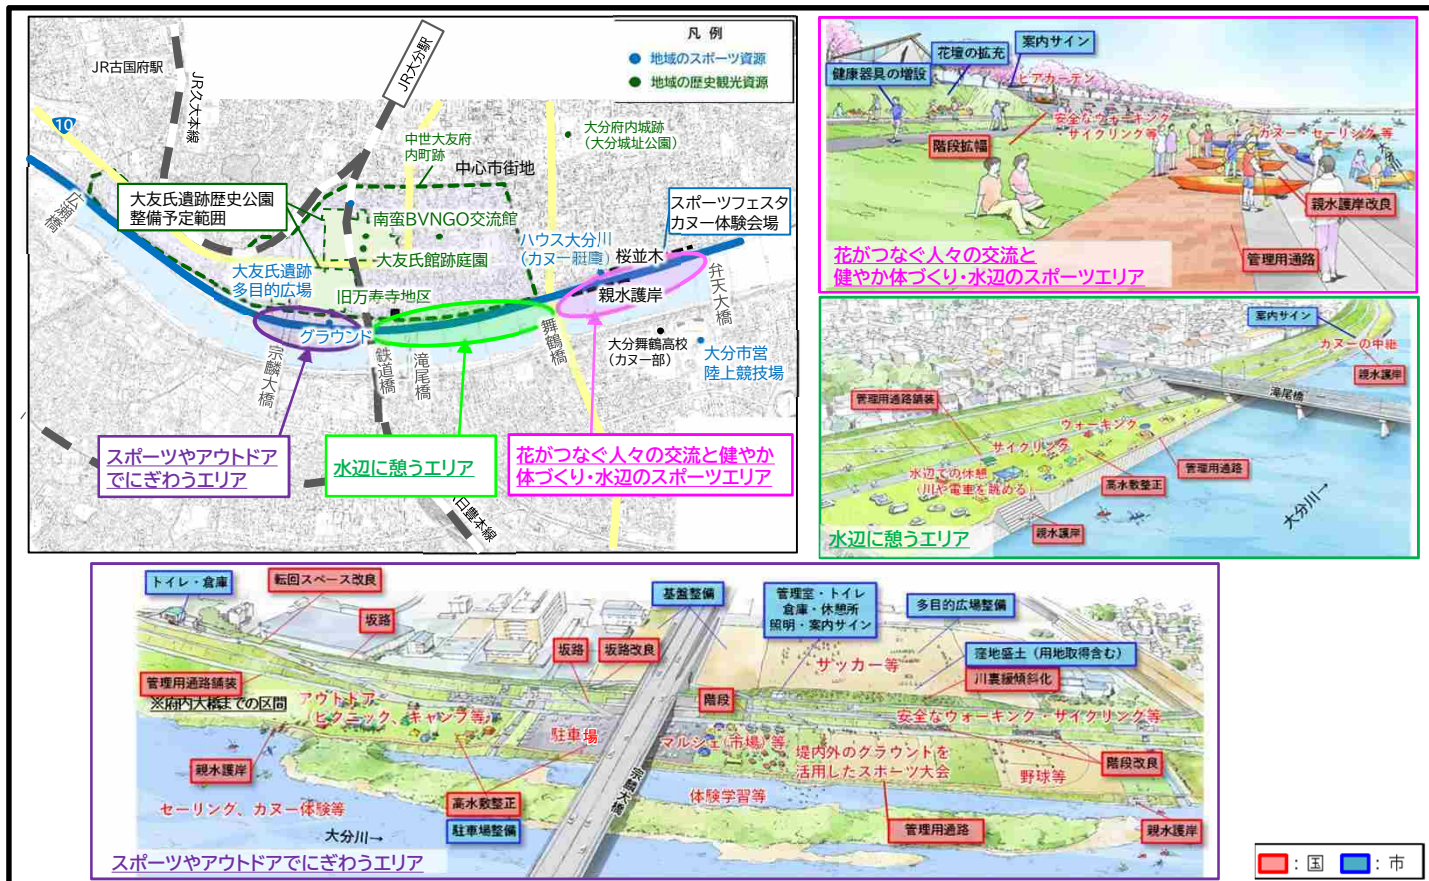 凡 例
地域のスポーツ資源
地域の歴史観光資源
JR古国府駅
JR久大本線
JR大分駅
10
中世大友府
内町跡
中心市街地
大分府内城跡
(大分城址公園)
大友氏遺跡歴史公園
整備予定範囲
南蛮BVNGO交流館
大友氏館跡庭園
旧万寿寺地区
大友氏遺跡
多目的広場
グラウンド
ハウス大分川
(カヌー艇庫)
桜並木
親水護岸
スポーツフェスタ
カヌー体験会場
広瀬橋
宗麟大橋
鉄道橋
滝尾橋
舞鶴橋
弁天大橋
大分舞鶴高校
(カヌー部)
大分市営
陸上競技場
日豊本線
スポーツやアウトドア
でにぎわうエリア
水辺に憩うエリア
花がつなぐ人々の交流と健やか
体づくり・水辺のスポーツエリア
健康器具の増設
花壇の拡充
案内サイン
ビアガーデン
安全なウォーキング
・サイクリング等
階段拡幅
カヌー・セーリング 等
大分川
親水護岸改良
管理用通路
花がつなぐ人々の交流と
健やか体づくり・水辺のスポーツエリア
案内サイン
カヌーの中継
親水護岸
滝尾橋
管理用通路舗装
ウォーキング
サイクリング
水辺での休憩
(川や電車を眺める)
管理用通路
高水敷整正
親水護岸
大分川→
水辺に憩うエリア
トイレ・倉庫
転回スペース改良
坂路
管理用通路舗装
※府内大橋までの区間
アウトドア
(ピクニック、キャンプ等)
親水護岸
セーリング、カヌー体験等
大分川→
高水敷整正
駐車場整備
駐車場
坂路
坂路改良
基盤整備
宗麟大橋
管理室・トイレ
倉庫・休憩所
照明・案内サイン
多目的広場整備
サッカー等
窪地盛土(用地取得含む)
川裏緩傾斜化
階段
安全なウォーキング・サイクリング等
マルシェ(市場)等
堤内外のグラウントを
活用したスポーツ大会
野球等
階段改良
体験学習等
管理用通路
親水護岸
スポーツやアウトドアでにぎわうエリア
:国 :市